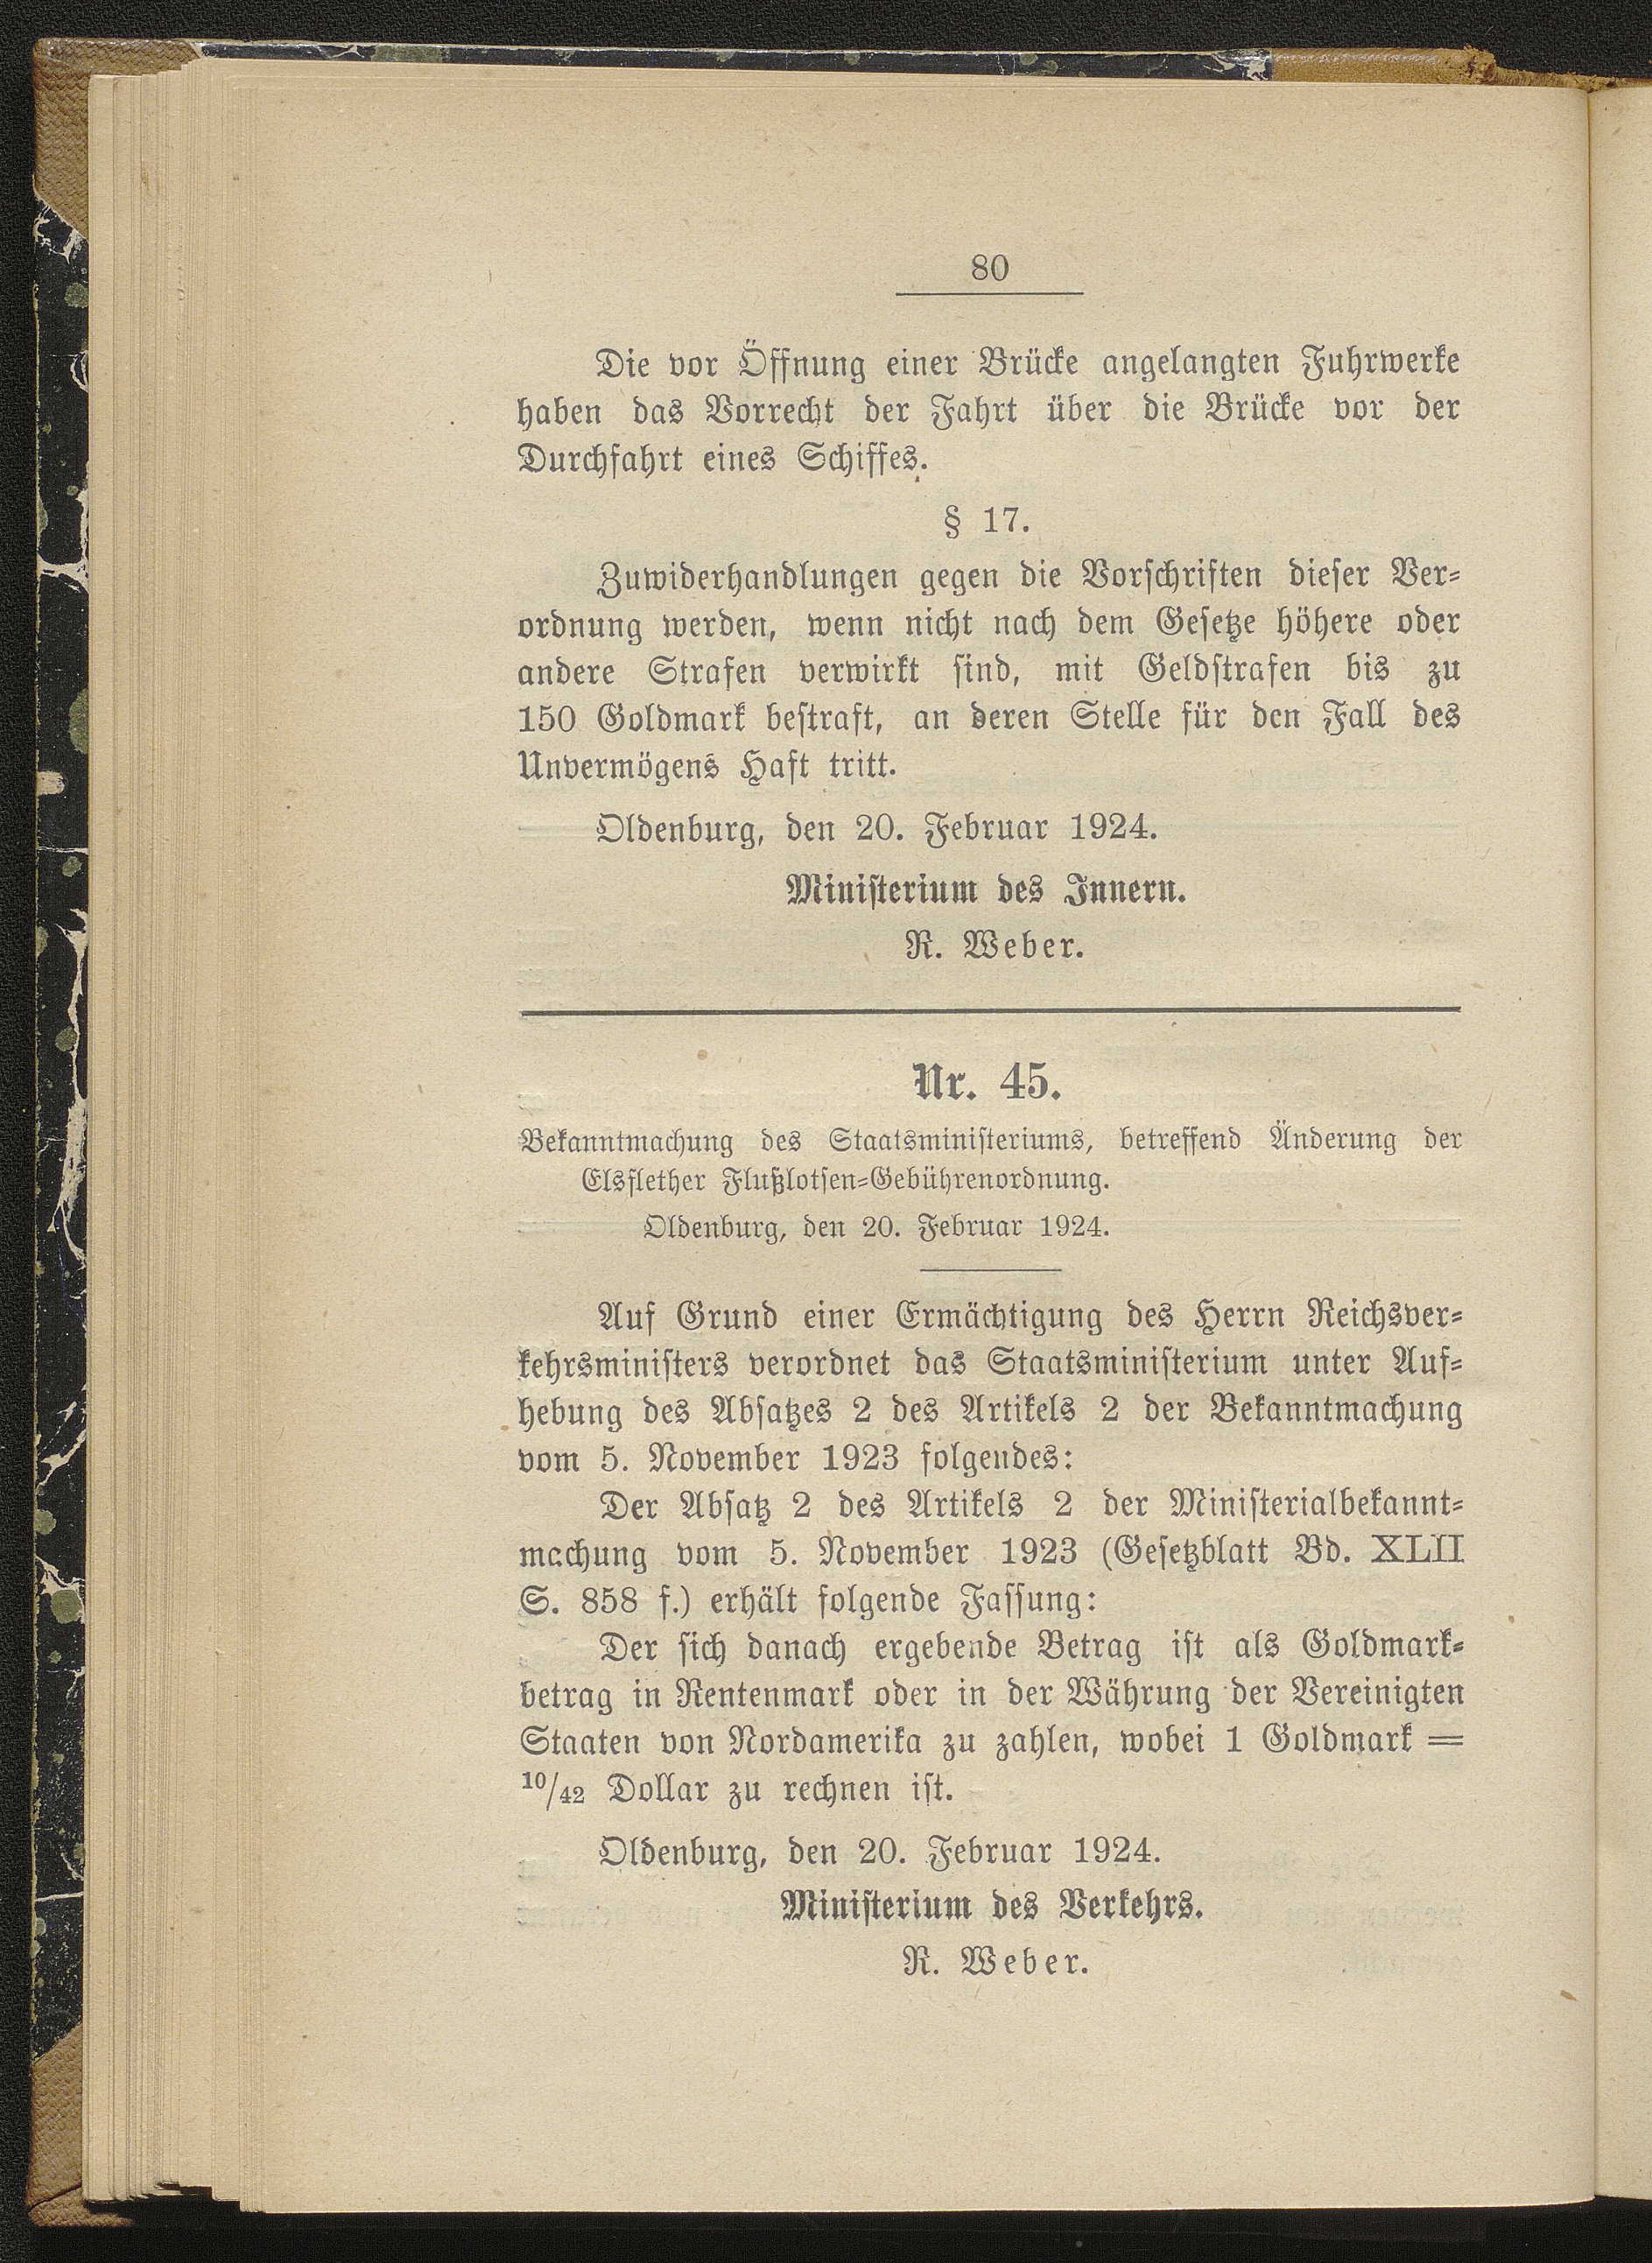 80
Die vor Öffnung einer Brücke angelangten Fuhrwerke
haben das Vorrecht der Fahrt über die Brücke vor der
Durchfahrt eines Schiffes.
§ 17.
Zuwiderhandlungen gegen die Vorschriften dieser Ver-
ordnung werden, wenn nicht nach dem Gesetze höhere oder
andere Strafen verwirkt sind, mit Geldstrafen bis zu
150 Goldmark bestraft, an deren Stelle für den Fall des
Unvermögens Haft tritt.
Oldenburg, den 20. Februar 1924.
Ministerium des Innern.
R. Weber.
Nr. 45.
Bekanntmachung des Staatsministeriums, betreffend Änderung der
Elsflether Flußlotsen-Gebührenordnung.
Oldenburg, den 20. Februar 1924.
Auf Grund einer Ermächtigung des Herrn Reichsver-
kehrsministers verordnet das Staatsministerium unter Auf-
hebung des Absatzes 2 des Artikels 2 der Bekanntmachung
vom 5. November 1923 folgendes:
Der Absatz 2 des Artikels 2 der Ministerialbekannt-
machung vom 5. November 1923 (Gesetzblatt Bd. XLII
S. 858 f.) erhält folgende Fassung:
Der sich danach ergebende Betrag ist als Goldmark-
betrag in Rentenmark oder in der Währung der Vereinigten
Staaten von Nordamerika zu zahlen, wobei 1 Goldmark =
10/42 Dollar zu rechnen ist.
Oldenburg, den 20. Februar 1924.
Ministerium des Verkehrs.
R. Weber.